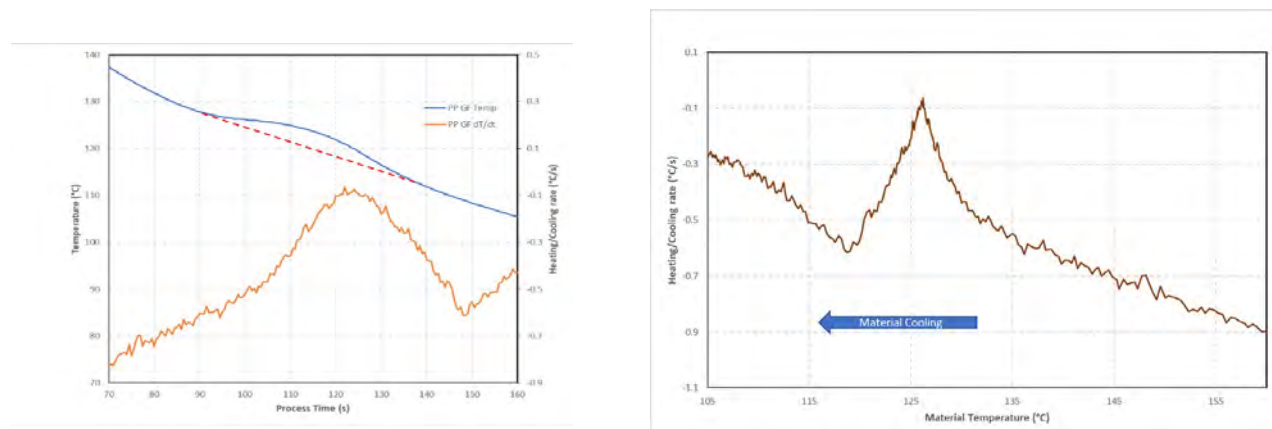 140
130
120
110
100
90
80
70
Temperature (°C)
PP GF Temp
PP GF dT/dt
0.5
0.3
0.1
-0.1
-0.3
-0.5
-0.7
-0.9
Heating/Cooling rate (°C/s)
70 80 90 100 110 120 130 140 150 160
Process Time (s)
0.1
-0.1
-0.3
-0.5
-0.7
-0.9
-1.1
Heating/Cooling rate (°C/s)
Material Cooling
105 115 125 135 145 155
Material Temperature (°C)